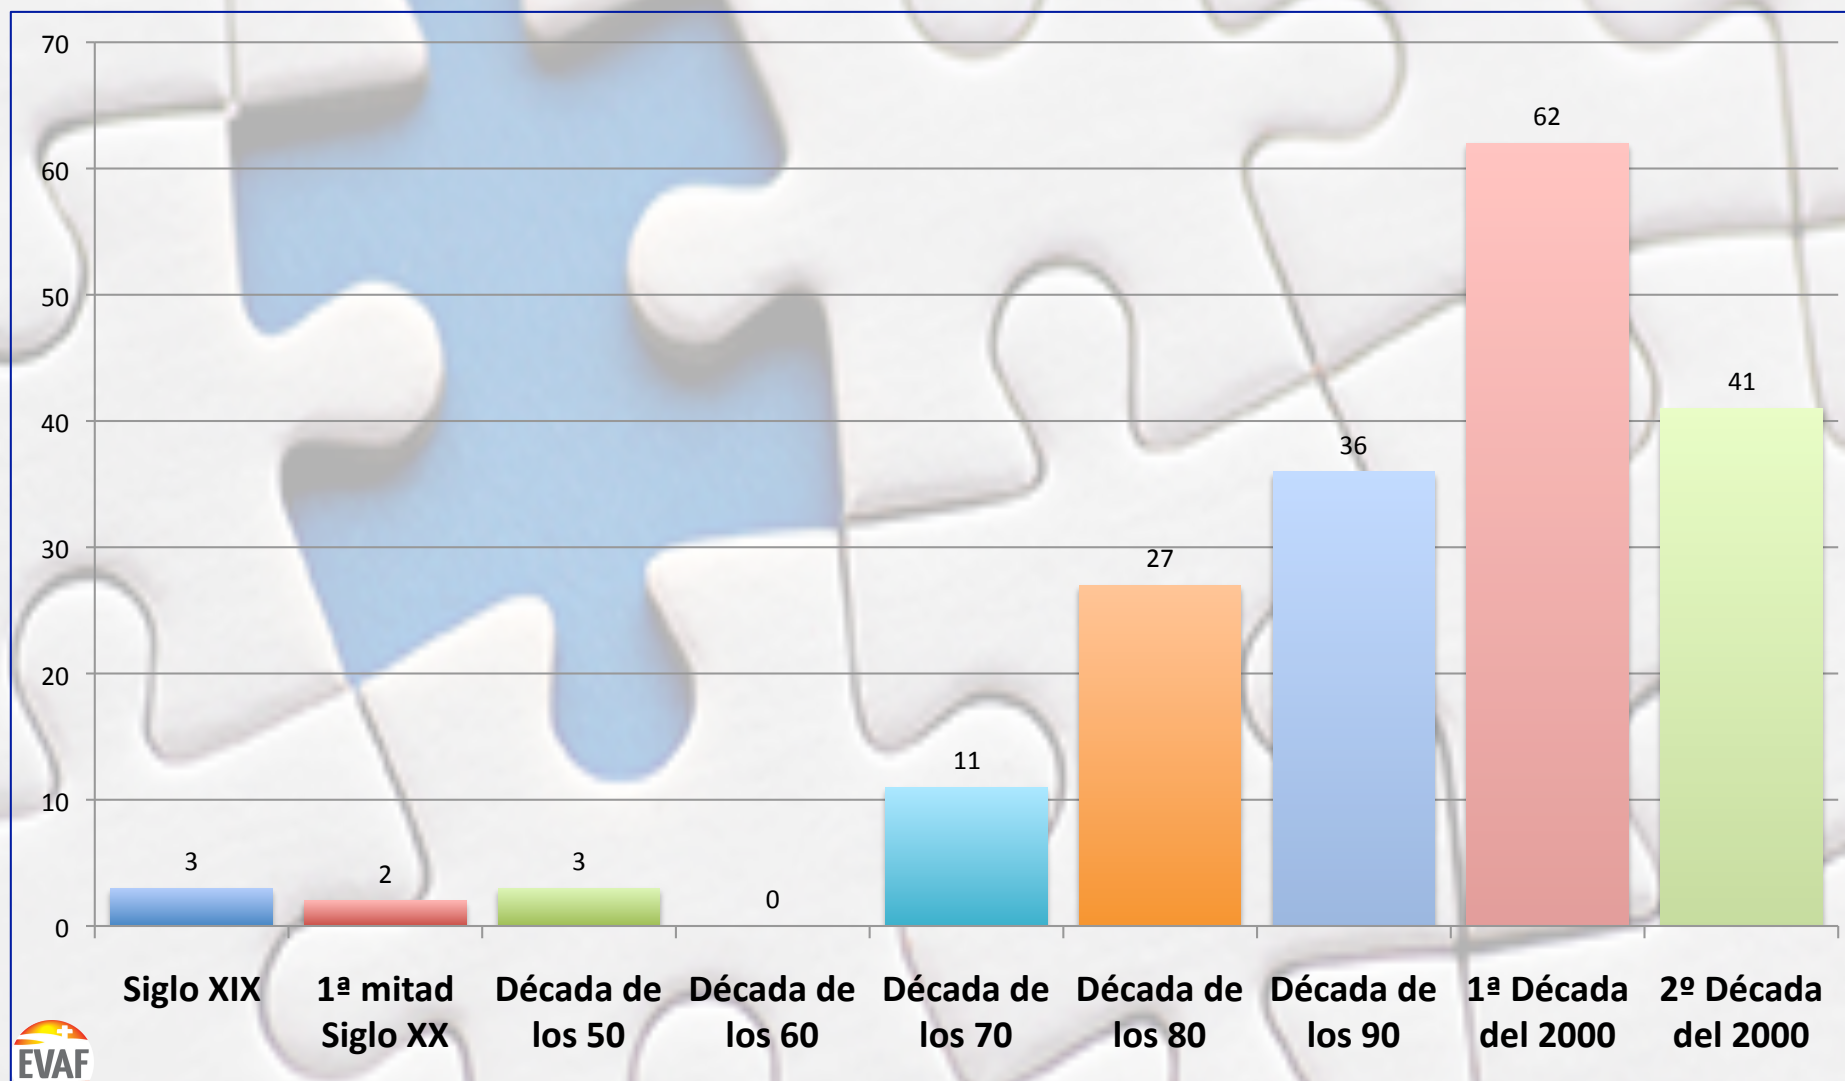 70
60
50
40
30
20
10
0
3
2
3
0
11
27
36
62
41
Siglo XIX
1ª mitad
Siglo XX
Década de
los 50
Década de
los 60
Década de
los 70
Década de
los 80
Década de
los 90
1ª Década
del 2000
2º Década
del 2000
EVAF